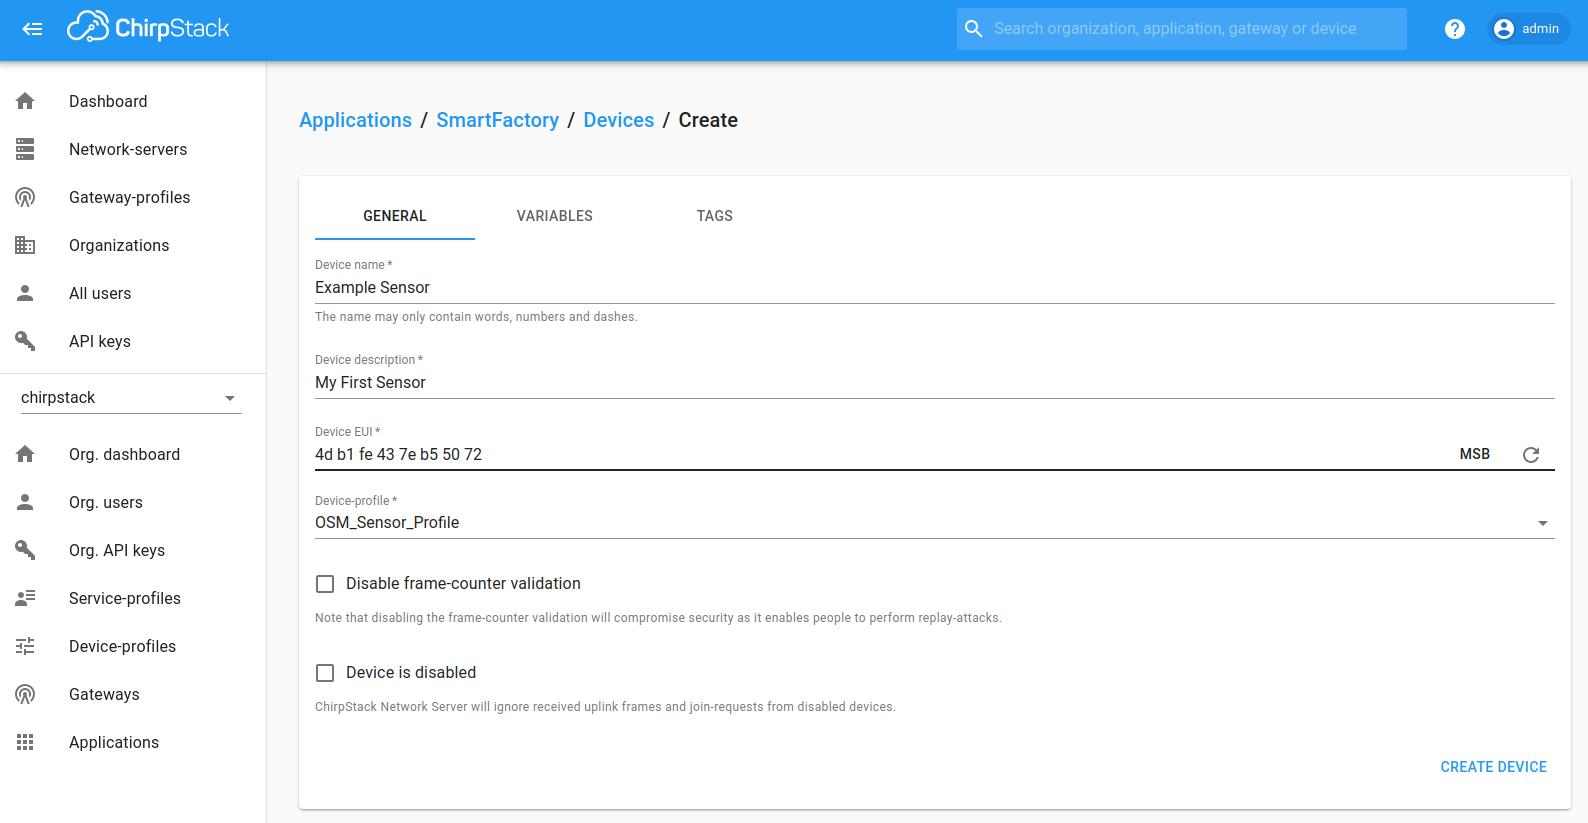 ChirpStack
Search organization, application, gateway or device
? admin
Dashboard
Network-servers
Gateway-profiles
Organizations
All users
API keys
chirpstack
Org. dashboard
Org. users
Org. API keys
Service-profiles
Device-profiles
Gateways
Applications
Applications / SmartFactory / Devices / Create
GENERAL VARIABLES TAGS
Device name *
Example Sensor
The name may only contain words, numbers and dashes.
Device description *
My First Sensor
Device EUI *
4d b1 fe 43 7e b5 50 72 MSB
Device-profile *
OSM_Sensor_Profile
Disable frame-counter validation
Note that disabling the frame-counter validation will compromise security as it enables people to perform replay-attacks.
Device is disabled
ChirpStack Network Server will ignore received uplink frames and join-requests from disabled devices.
CREATE DEVICE